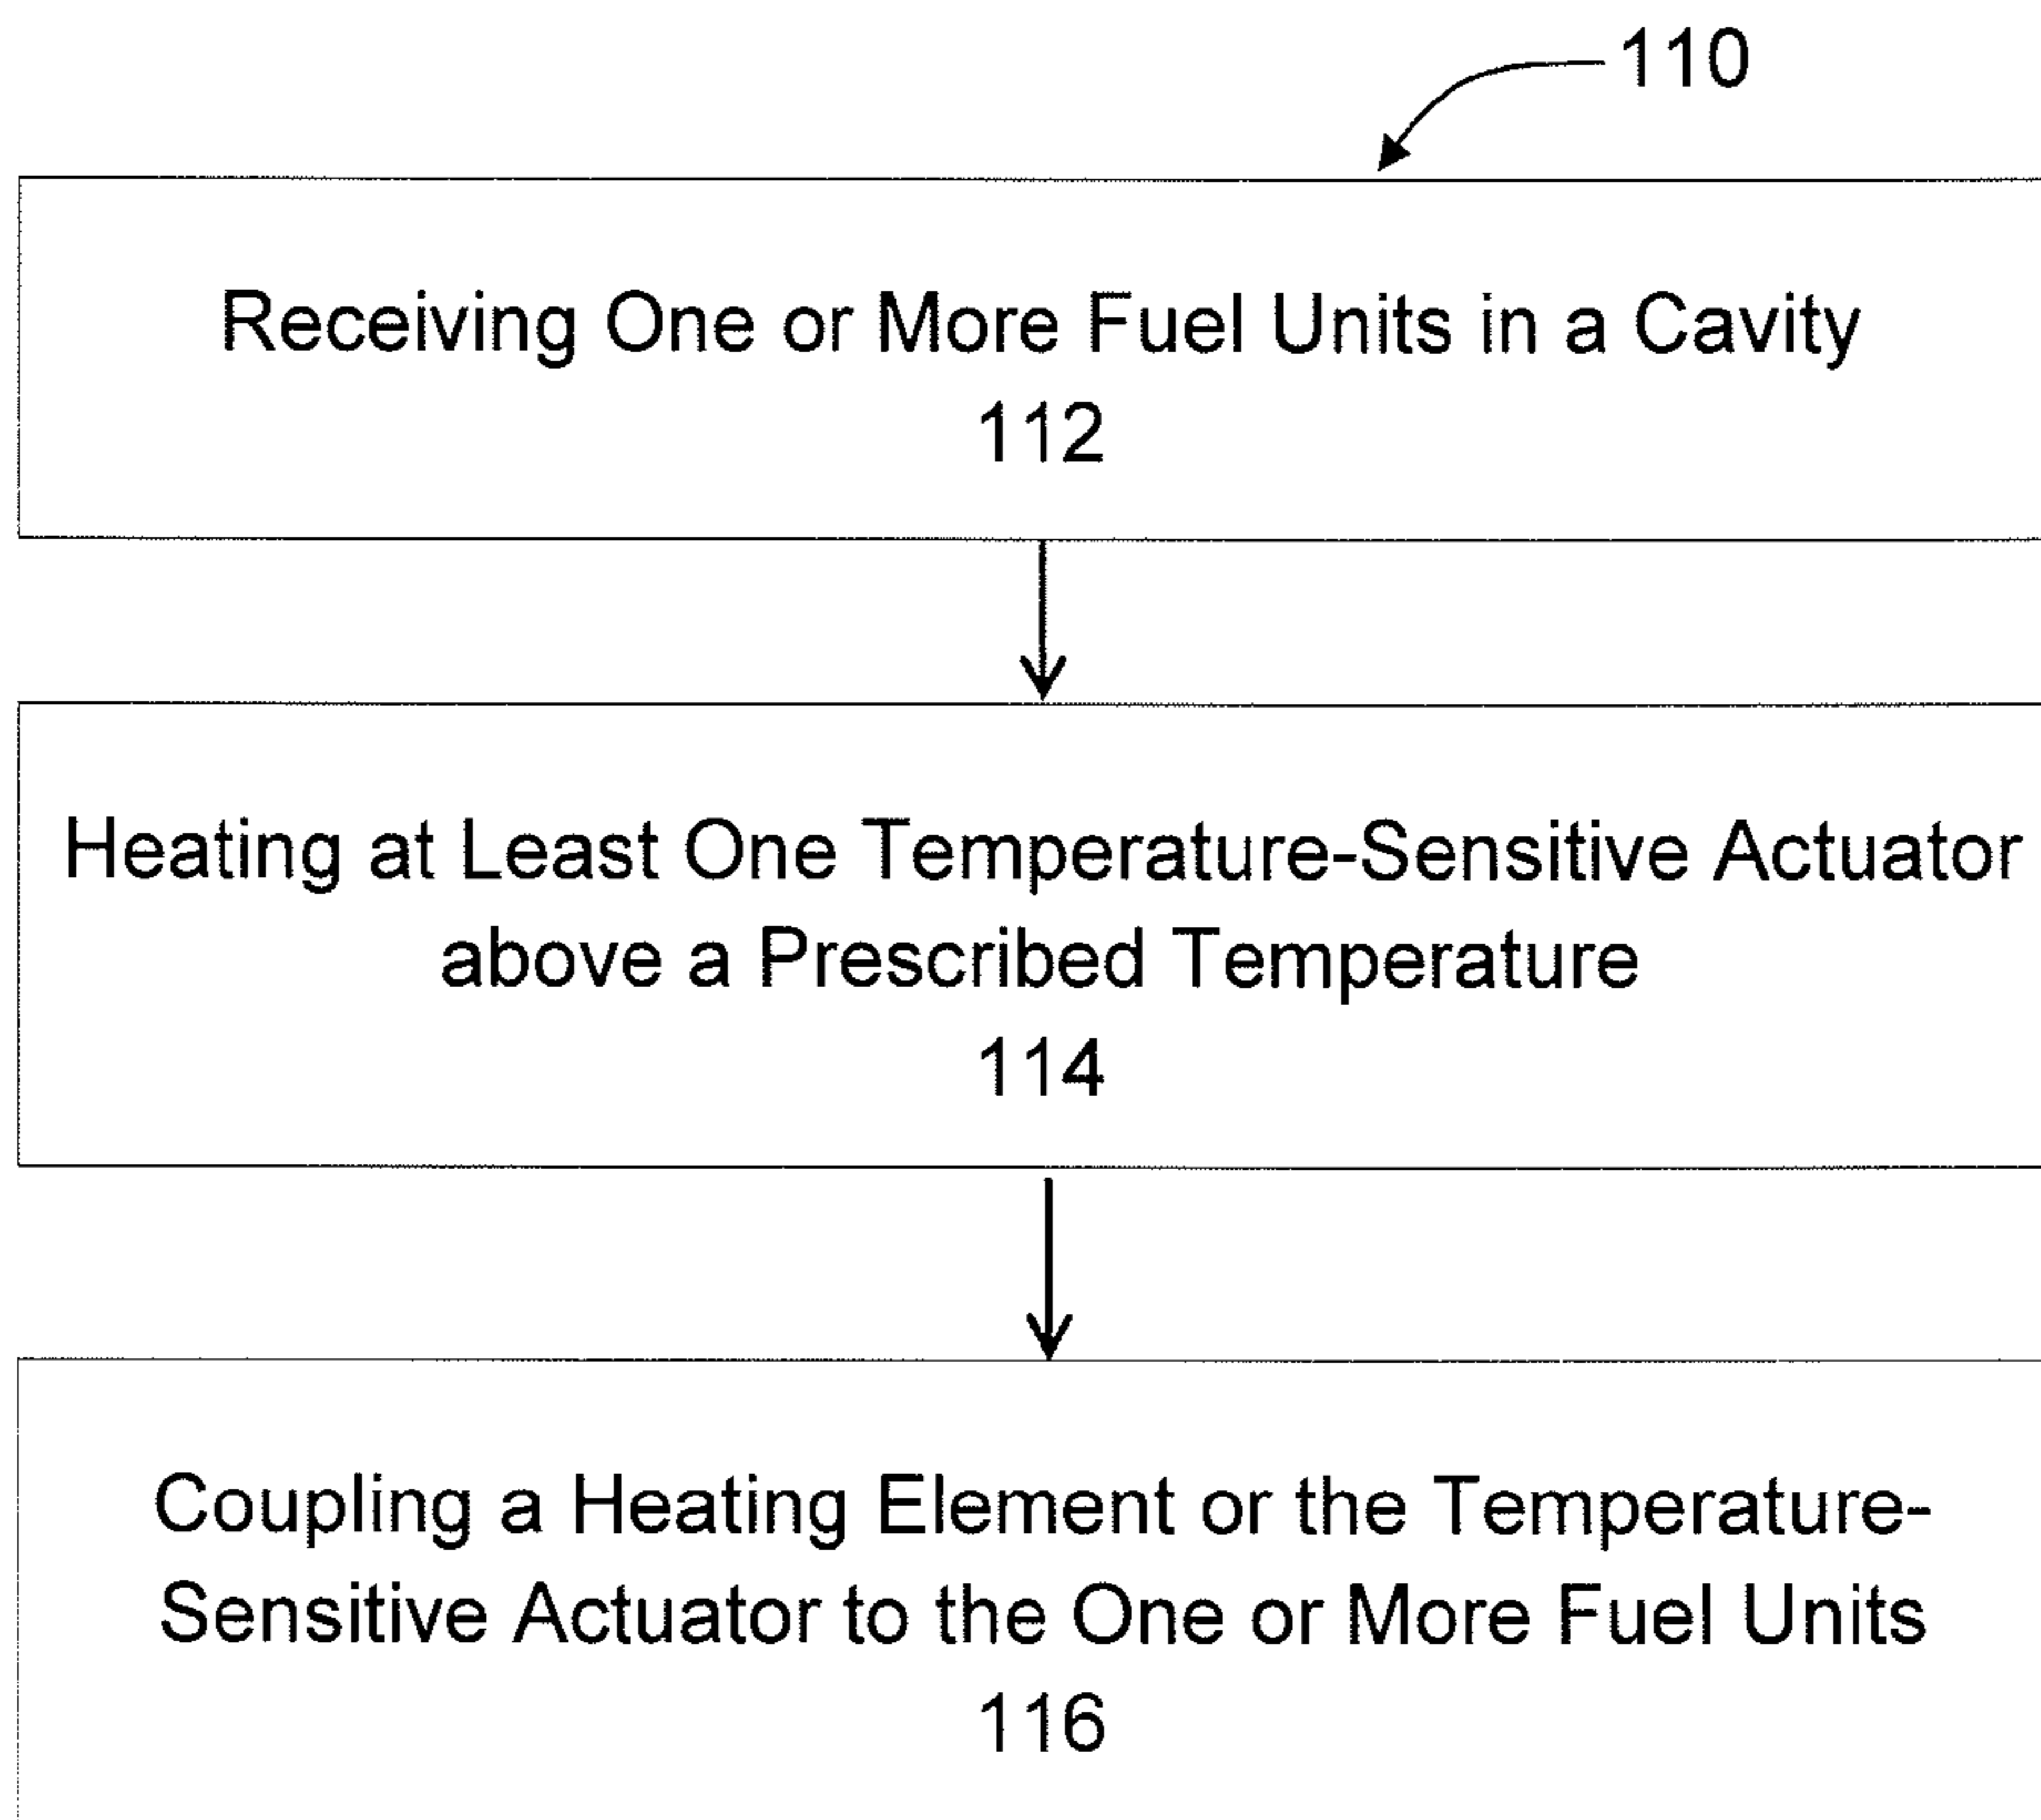 110
Receiving One or More Fuel Units in a Cavity
112
Heating at Least One Temperature-Sensitive Actuator
above a Prescribed Temperature
114
Coupling a Heating Element or the Temperature-
Sensitive Actuator to the One or More Fuel Units
116